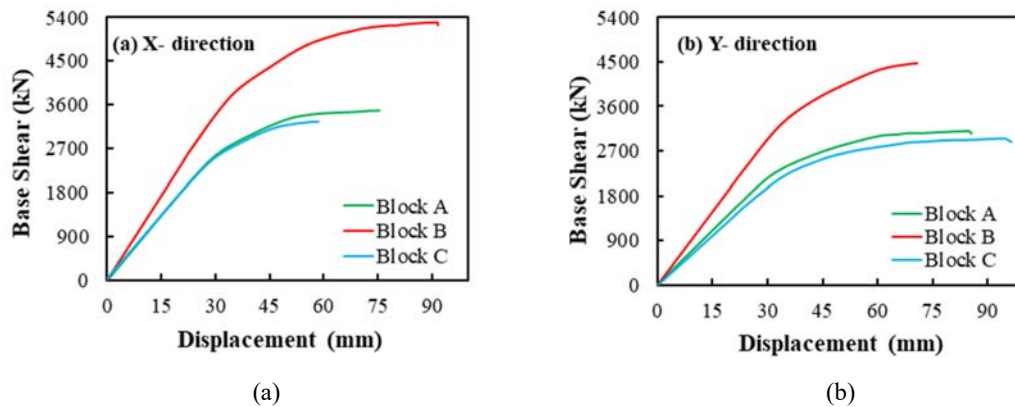 (a) X- direction
Base Shear (kN)
5400
4500
3600
2700
1800
900
0
Block A
Block B
Block C
0 15 30 45 60 75 90
Displacement (mm)
(a)
(b) Y-direction
Base Shear (kN)
5400
4500
3600
2700
1800
900
0
Block A
Block B
Block C
0 15 30 45 60 75 90
Displacement (mm)
(b)